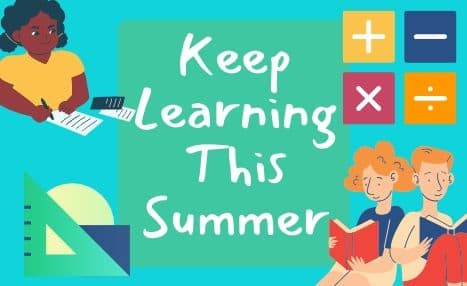 Keep
Learning
This
Summer
+ −
× ÷